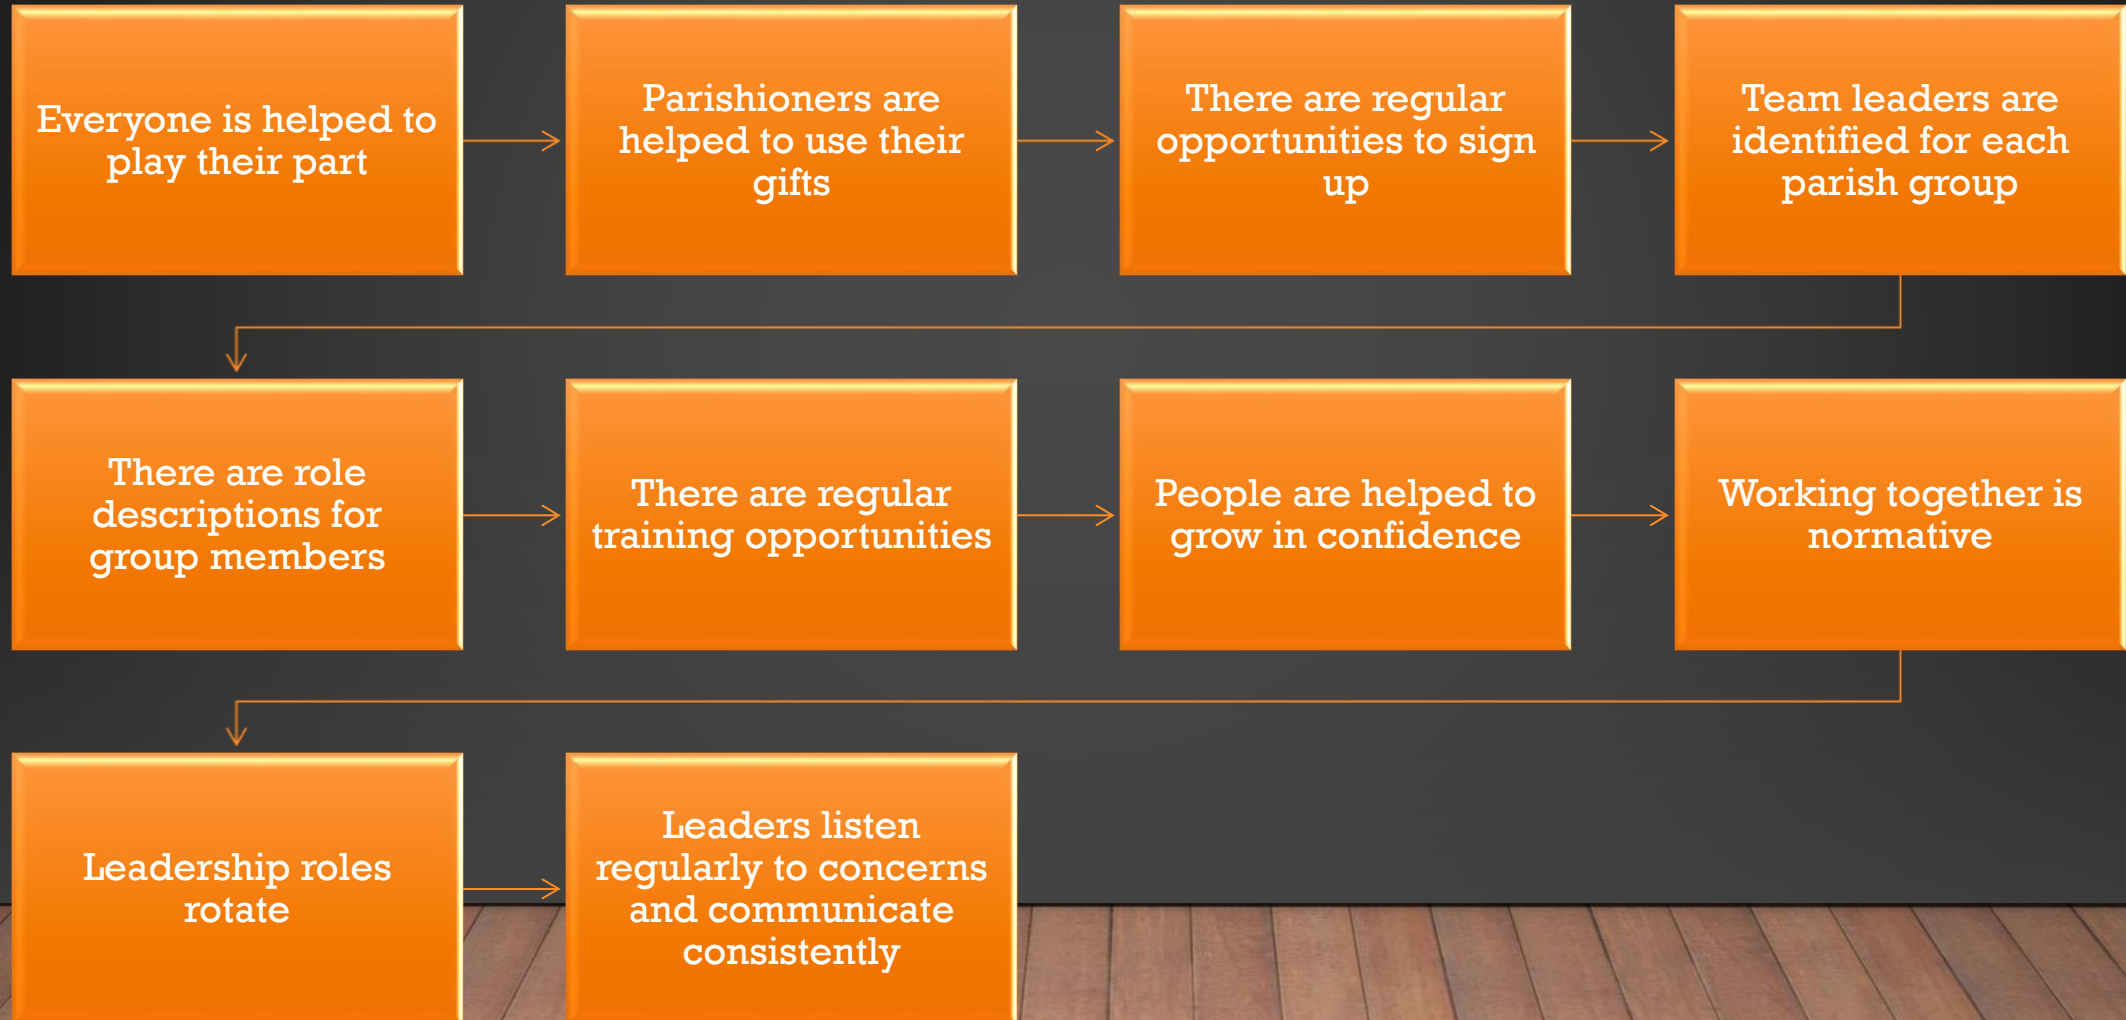 Everyone is helped to
play their part
Parishioners are
helped to use their
gifts
There are regular
opportunities to sign
up
Team leaders are
identified for each
parish group
There are role
descriptions for
group members
There are regular
training opportunities
People are helped to
grow in confidence
Working together is
normative
Leadership roles
rotate
Leaders listen
regularly to concerns
and communicate
consistently